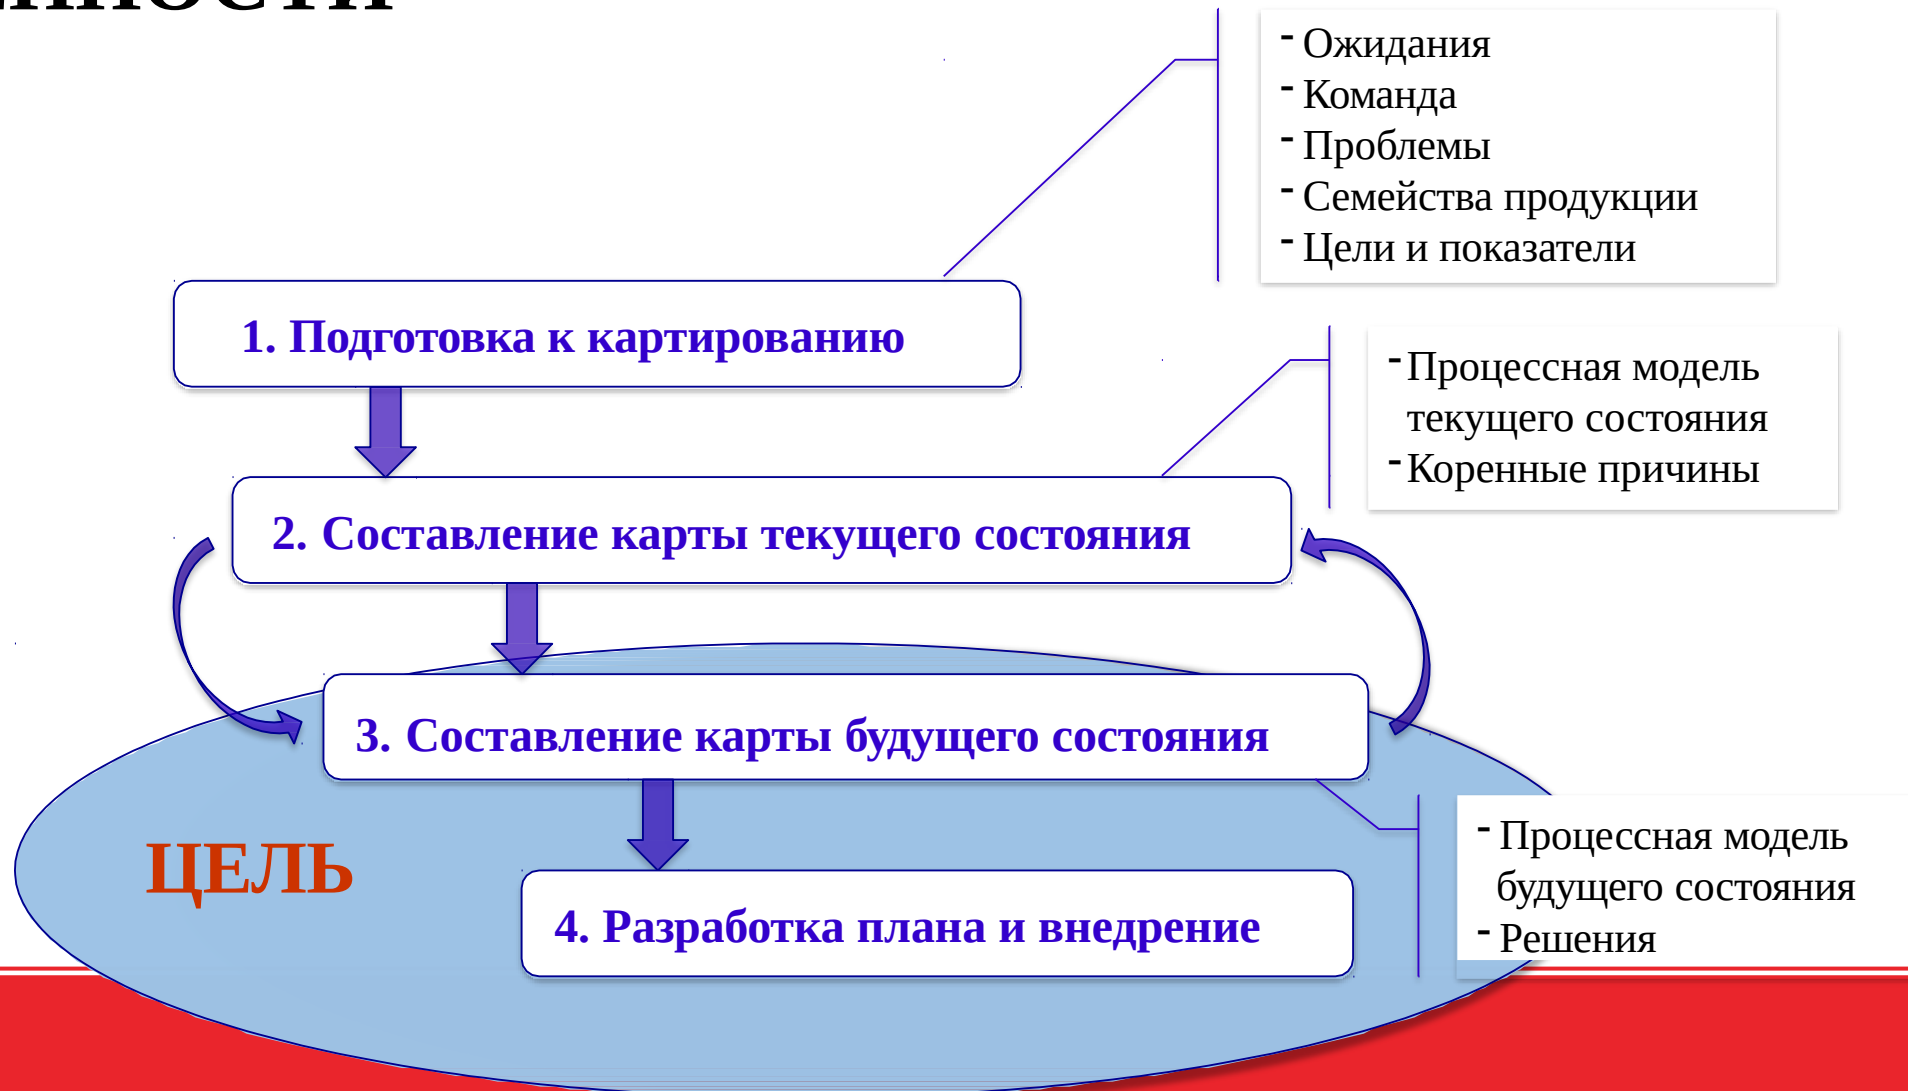 - Ожидания
- Команда
- Проблемы
- Семейства продукции
- Цели и показатели
1. Подготовка к картированию
- Процессная модель
текущего состояния
- Коренные причины
2. Составление карты текущего состояния
3. Составление карты будущего состояния
- Процессная модель
будущего состояния
- Решения
ЦЕЛЬ
4. Разработка плана и внедрение